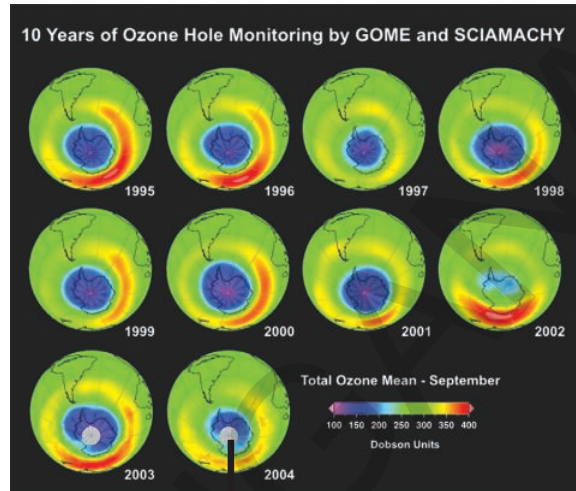 10 Years of Ozone Hole Monitoring by GOME and SCIAMACHY
1995
1996
1997
1998
1999
2000
2001
2002
Total Ozone Mean - September
100 150 200 250 300 350 400
Dobson Units
2003
2004